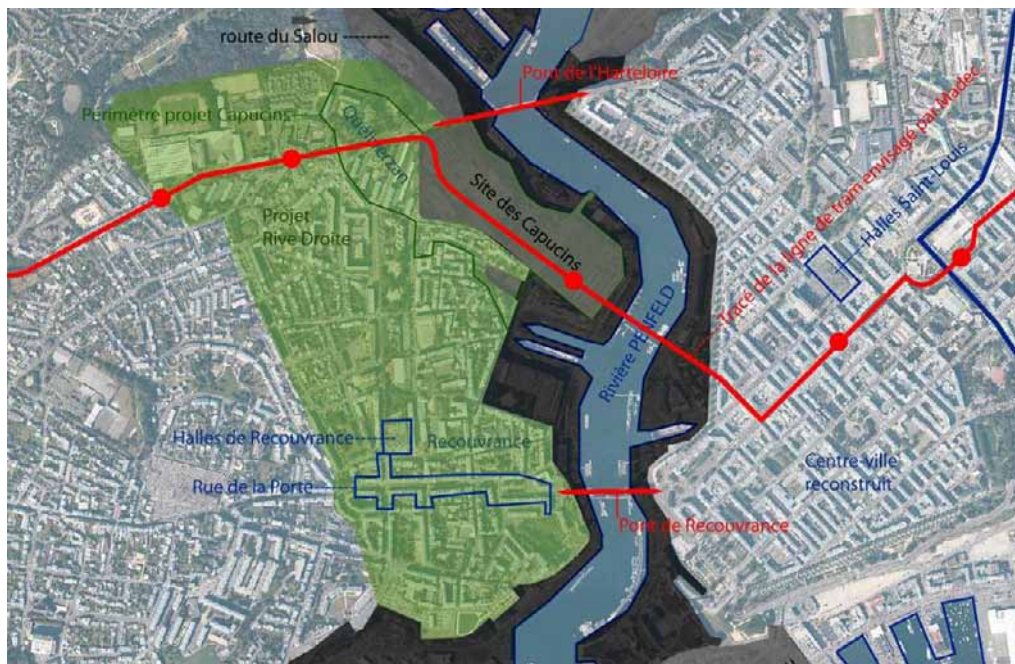 route du Salou
Pont de l'Harteloire
Périmètre projet Capucins
Quéliverzan
Tracé de la ligne de tram envisagé par Madec
Halles Saint-Louis
Site des Capucins
Projet
Rive Droite
Rivière PENFELD
Halles de Recouvrance
Recouvrance
Rue de la Porte
Centre-ville
reconstruit
Pont de Recouvrance